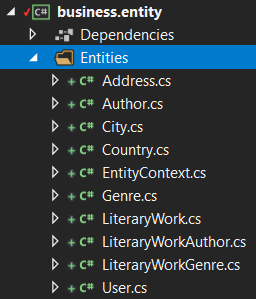 C# business.entity
Dependencies
Entities
+ C# Address.cs
+ C# Author.cs
+ C# City.cs
+ C# Country.cs
+ C# EntityContext.cs
+ C# Genre.cs
+ C# LiteraryWork.cs
+ C# LiteraryWorkAuthor.cs
+ C# LiteraryWorkGenre.cs
+ C# User.cs